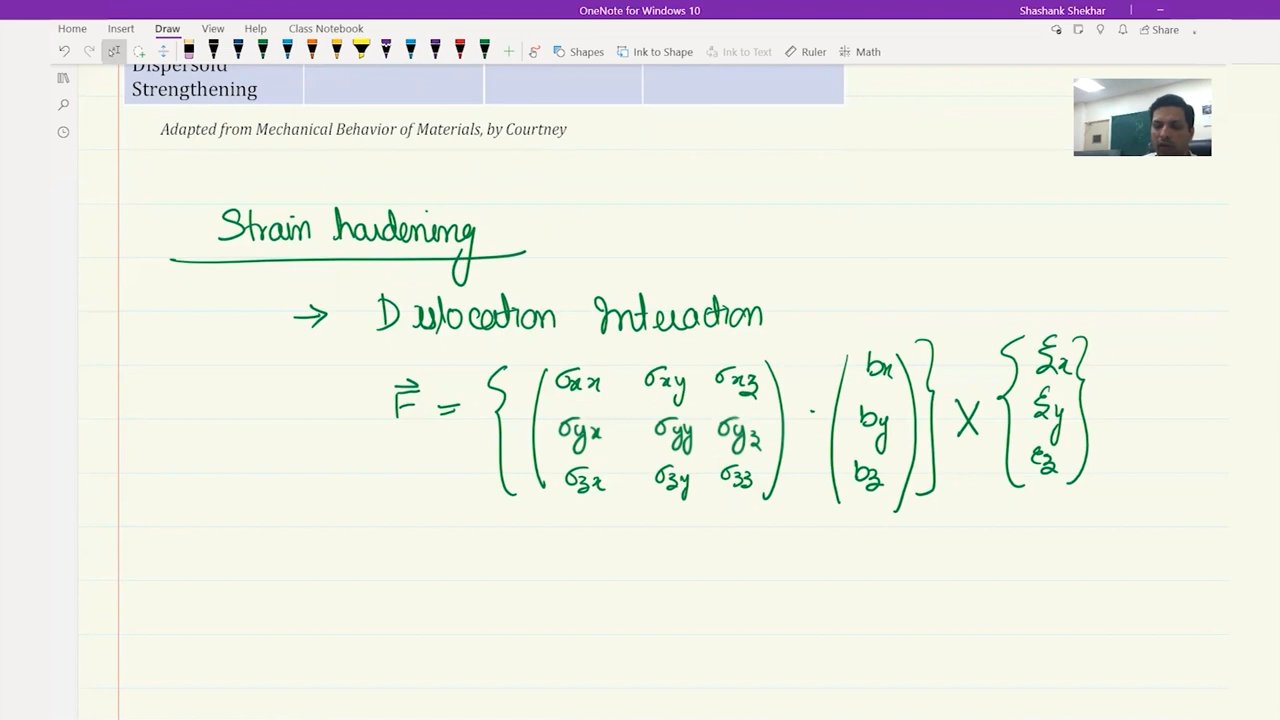 OneNote for Windows 10
Shashank Shekhar
Home Insert Draw View Help Class Notebook
Share
Shapes Ink to Shape Ink to Text Ruler Math
Dispersoid
Strengthening
Adapted from Mechanical Behavior of Materials, by Courtney
Strain hardening
→ Dislocation Interaction
F⃗ = { ( σxx σxy σxz · ( bx } X { ξx }
σyx σyy σyz by ξy
σzx σzy σzz ) bz ) ξz